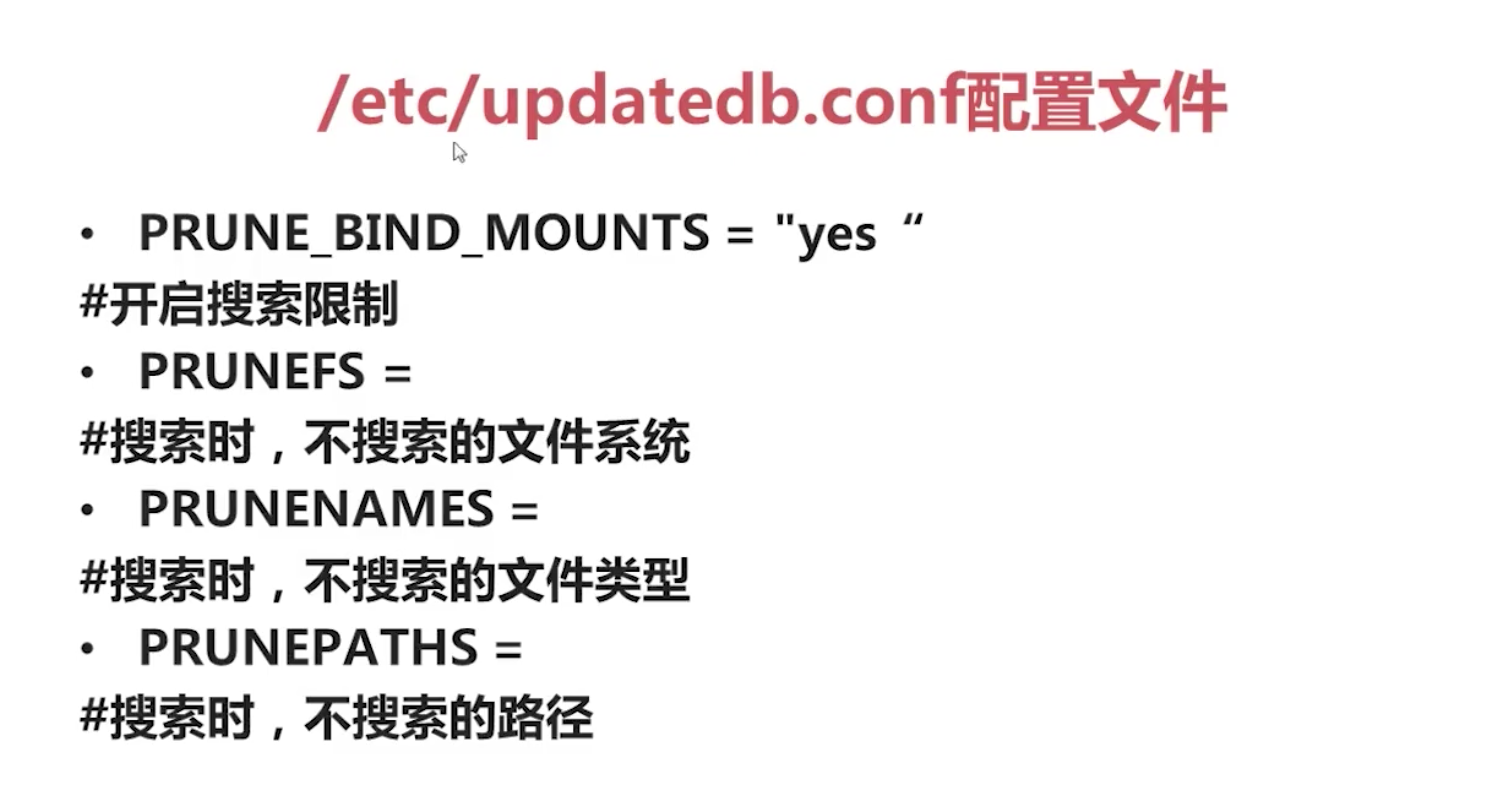 /etc/updatedb.conf配置文件
• PRUNE_BIND_MOUNTS = "yes “
#开启搜索限制
• PRUNEFS =
#搜索时，不搜索的文件系统
• PRUNENAMES =
#搜索时，不搜索的文件类型
• PRUNEPATHS =
#搜索时，不搜索的路径